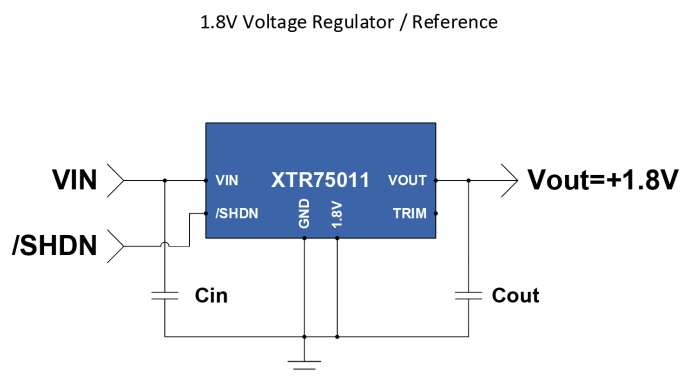 1.8V Voltage Regulator / Reference
VIN
VIN
XTR75011
VOUT
Vout=+1.8V
/SHDN
/SHDN
GND
1.8V
TRIM
Cin
Cout